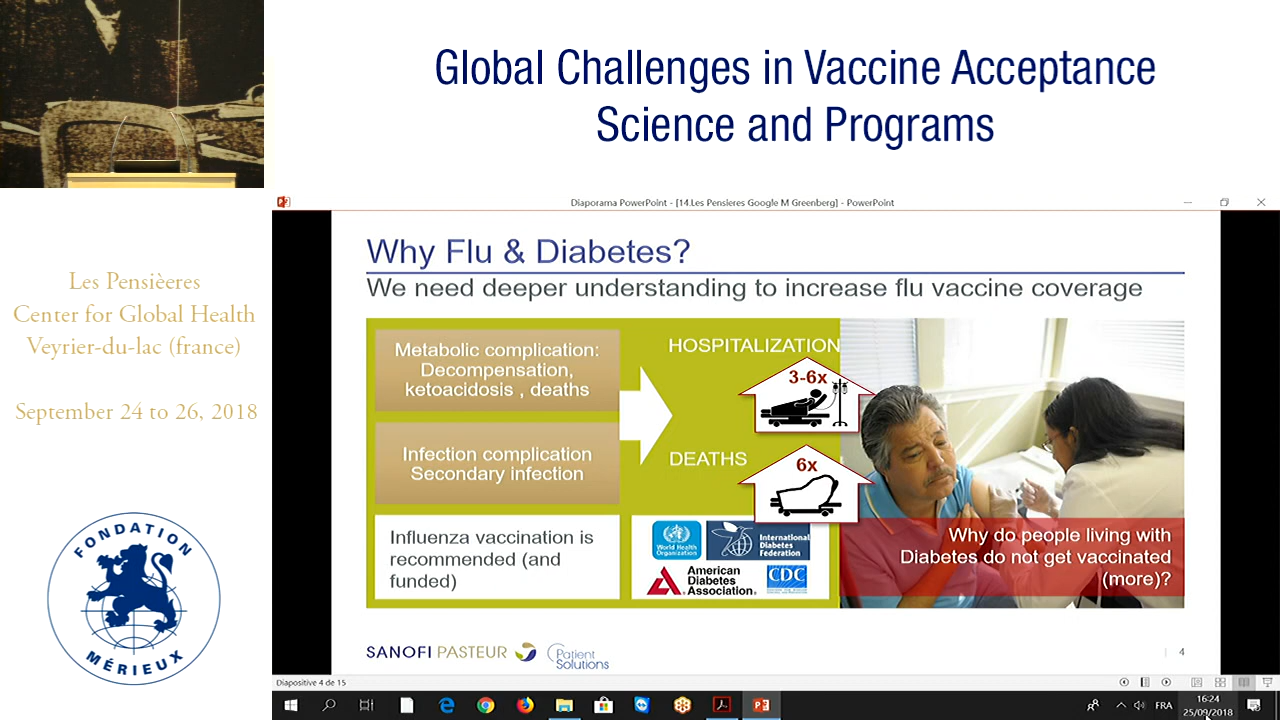 Global Challenges in Vaccine Acceptance
Science and Programs
Les Pensièeres
Center for Global Health
Veyrier-du-lac (france)
September 24 to 26, 2018
FONDATION
MÉRIEUX
Diaporama PowerPoint - [14.Les Pensieres Google M Greenberg] - PowerPoint
Why Flu & Diabetes?
We need deeper understanding to increase flu vaccine coverage
Metabolic complication:
Decompensation,
ketoacidosis , deaths
Infection complication
Secondary infection
HOSPITALIZATION
3-6x
DEATHS
6x
Influenza vaccination is
recommended (and
funded)
World Health
Organization
International
Diabetes
Federation
American
Diabetes
Association.
CDC
Why do people living with
Diabetes do not get vaccinated
(more)?
SANOFI PASTEUR
Patient
Solutions
4
Diapositive 4 de 15
FRA
16:24
25/09/2018